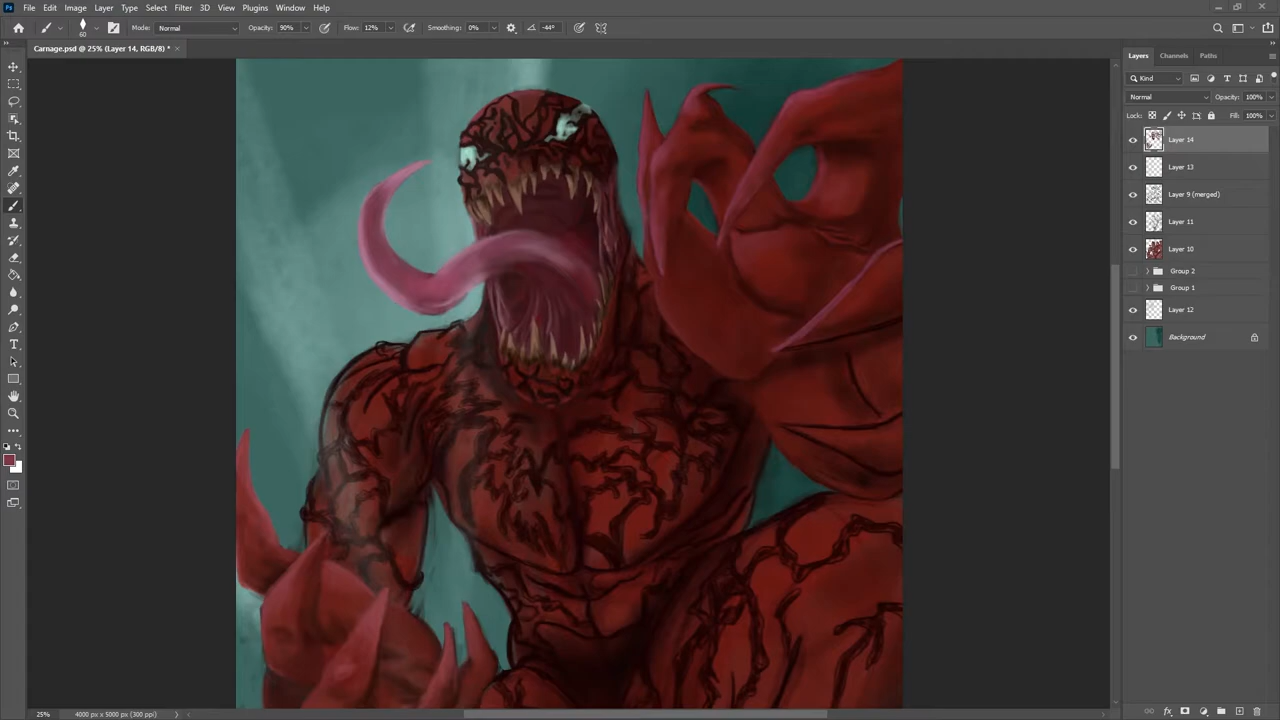 Ps File Edit Image Layer Type Select Filter 3D View Plugins Window Help
60 Mode: Normal Opacity: 90% Flow: 12% Smoothing: 0% -44°
Carnage.psd @ 25% (Layer 14, RGB/8) *
Layers Channels Paths
Kind
Normal Opacity: 100%
Lock: Fill: 100%
Layer 14
Layer 13
Layer 9 (merged)
Layer 11
Layer 10
Group 2
Group 1
Layer 12
Background
25% 4000 px x 5000 px (300 ppi)